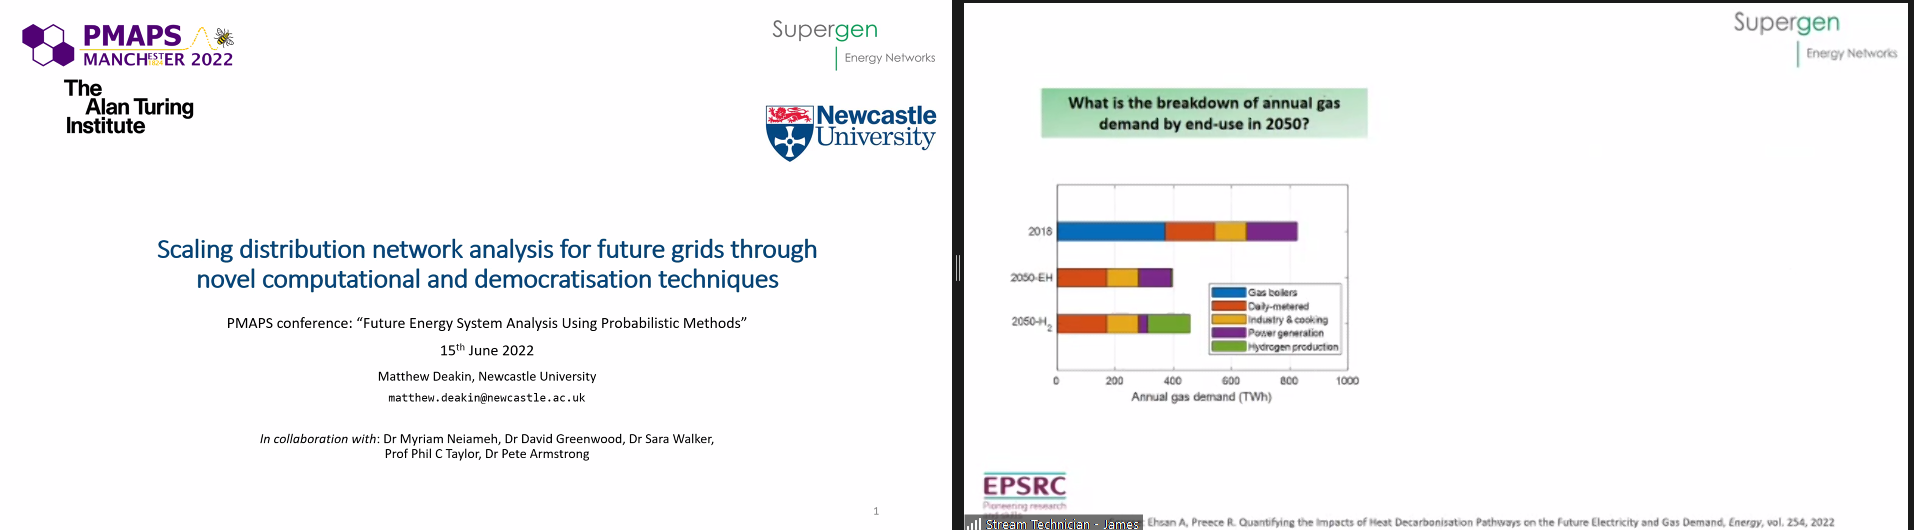 PMAPS
MANCHESTER 2022
1824
The
Alan Turing
Institute
Supergen
Energy Networks
Newcastle
University
Scaling distribution network analysis for future grids through
novel computational and democratisation techniques
PMAPS conference: “Future Energy System Analysis Using Probabilistic Methods”
15th June 2022
Matthew Deakin, Newcastle University
matthew.deakin@newcastle.ac.uk
In collaboration with: Dr Myriam Neiameh, Dr David Greenwood, Dr Sara Walker,
Prof Phil C Taylor, Dr Pete Armstrong
1
Supergen
Energy Networks
What is the breakdown of annual gas
demand by end-use in 2050?
2018
2050-EH
2050-H2
Gas boilers
Daily-metered
Industry & cooking
Power generation
Hydrogen production
0 200 400 600 800 1000
Annual gas demand (TWh)
EPSRC
Pioneering research
Stream Technician - James
Ehsan A, Preece R. Quantifying the Impacts of Heat Decarbonisation Pathways on the Future Electricity and Gas Demand, Energy, vol. 254, 2022